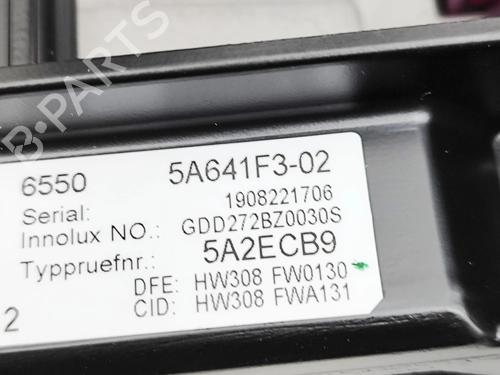 B-PARTS
6550 5A641F3-02
Serial: 1908221706
Innolux NO.: GDD272BZ0030S
Typpruefnr.: 5A2ECB9
DFE: HW308 FW0130
CID: HW308 FWA131
2